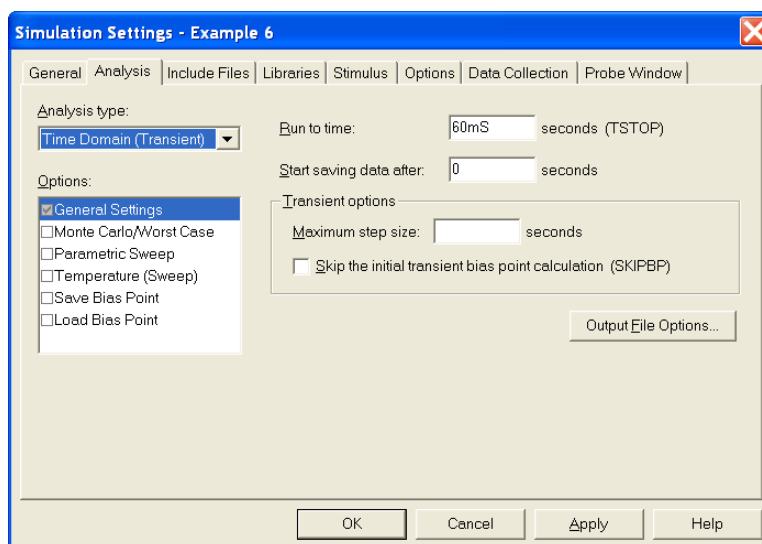 Simulation Settings - Example 6
General Analysis Include Files Libraries Stimulus Options Data Collection Probe Window
Analysis type:
Time Domain (Transient)
Options:
General Settings
Monte Carlo/Worst Case
Parametric Sweep
Temperature (Sweep)
Save Bias Point
Load Bias Point
Run to time: 60mS seconds (TSTOP)
Start saving data after: 0 seconds
Transient options
Maximum step size: seconds
Skip the initial transient bias point calculation (SKIPBP)
Output File Options...
OK Cancel Apply Help